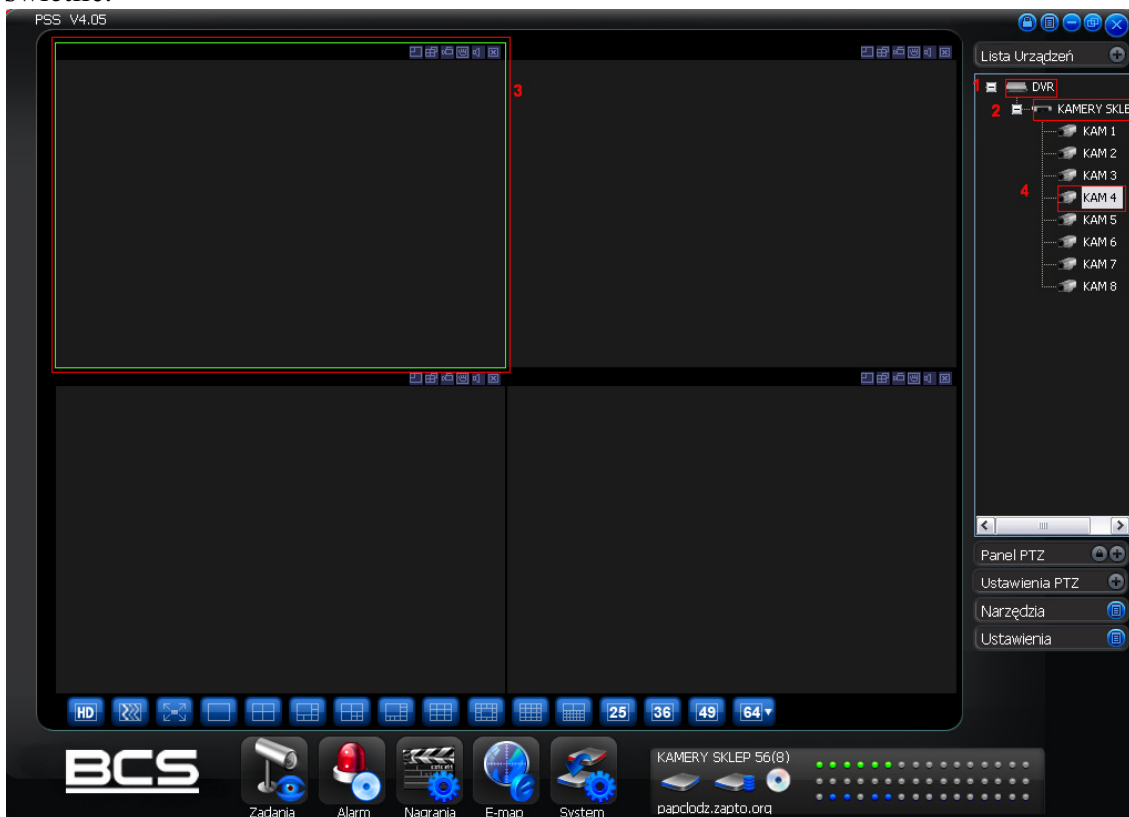 PSS V4.05
Lista Urządzeń
3
1 DVR
2 KAMERY SKLE
KAM 1
KAM 2
KAM 3
4 KAM 4
KAM 5
KAM 6
KAM 7
KAM 8
Panel PTZ
Ustawienia PTZ
Narzędzia
Ustawienia
HD 25 36 49 64
BCS
KAMERY SKLEP 56(8)
papclodz.zapto.org
Zadania Alarm Nagrania E-map System